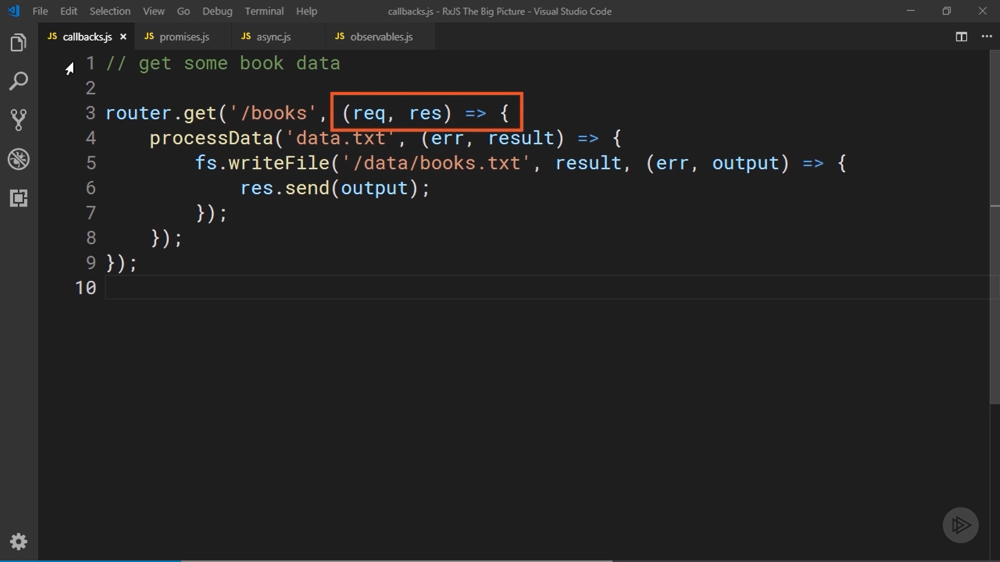 File Edit Selection View Go Debug Terminal Help callbacks.js - RxJS The Big Picture - Visual Studio Code
JS callbacks.js × JS promises.js JS async.js JS observables.js
1 // get some book data
2
3 router.get('/books', (req, res) => {
4 processData('data.txt', (err, result) => {
5 fs.writeFile('/data/books.txt', result, (err, output) => {
6 res.send(output);
7 });
8 });
9 });
10